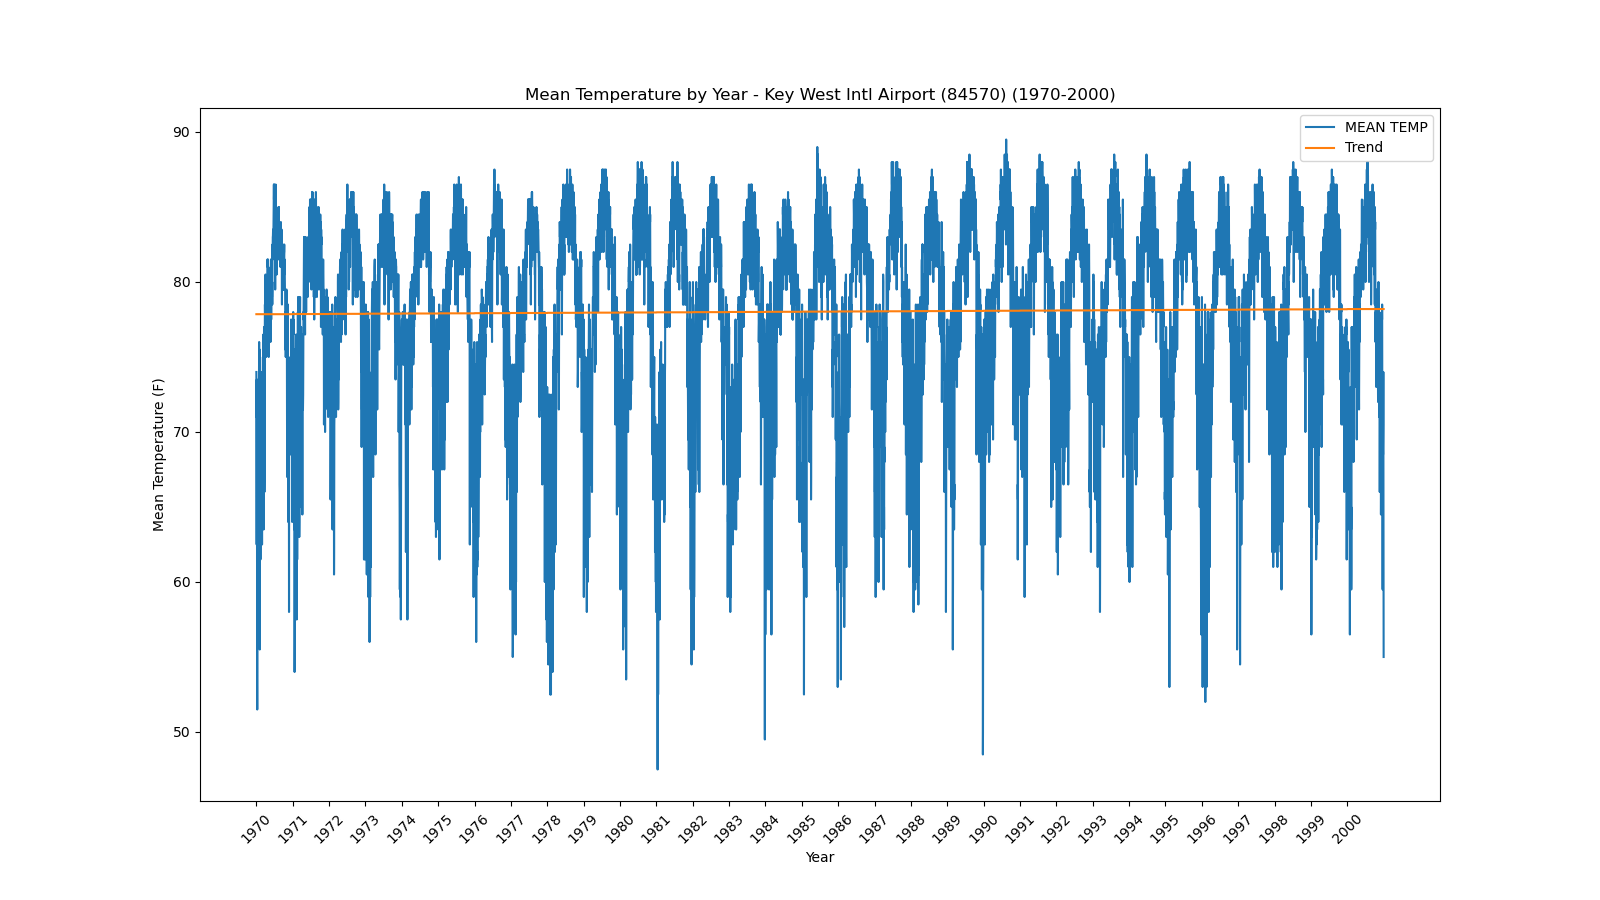 Mean Temperature by Year - Key West Intl Airport (84570) (1970-2000)
MEAN TEMP
Trend
90
80
70
60
50
Mean Temperature (F)
1970 1971 1972 1973 1974 1975 1976 1977 1978 1979 1980 1981 1982 1983 1984 1985 1986 1987 1988 1989 1990 1991 1992 1993 1994 1995 1996 1997 1998 1999 2000
Year